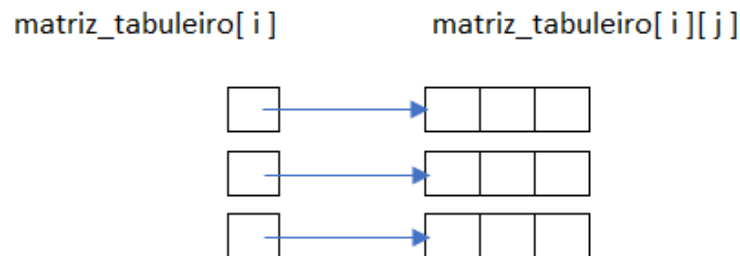 matriz_tabuleiro[ i ]
matriz_tabuleiro[ i ][ j ]